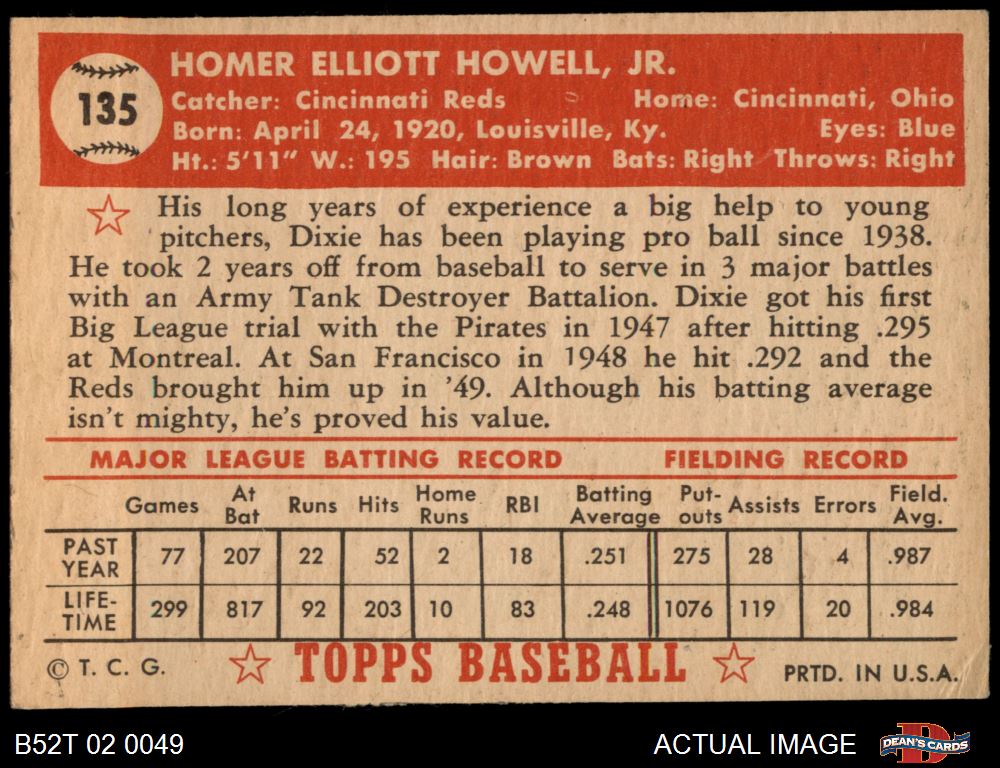 HOMER ELLIOTT HOWELL, JR.
135
Catcher: Cincinnati Reds Home: Cincinnati, Ohio
Born: April 24, 1920, Louisville, Ky. Eyes: Blue
Ht.: 5'11" W.: 195 Hair: Brown Bats: Right Throws: Right
His long years of experience a big help to young
pitchers, Dixie has been playing pro ball since 1938.
He took 2 years off from baseball to serve in 3 major battles
with an Army Tank Destroyer Battalion. Dixie got his first
Big League trial with the Pirates in 1947 after hitting .295
at Montreal. At San Francisco in 1948 he hit .292 and the
Reds brought him up in '49. Although his batting average
isn't mighty, he's proved his value.
MAJOR LEAGUE BATTING RECORD FIELDING RECORD
Games At Bat Runs Hits Home Runs RBI Batting Average Put-outs Assists Errors Field. Avg.
PAST YEAR 77 207 22 52 2 18 .251 275 28 4 .987
LIFE-TIME 299 817 92 203 10 83 .248 1076 119 20 .984
© T. C. G. TOPPS BASEBALL PRTD. IN U.S.A.
B52T 02 0049 ACTUAL IMAGE D DEAN'S CARDS